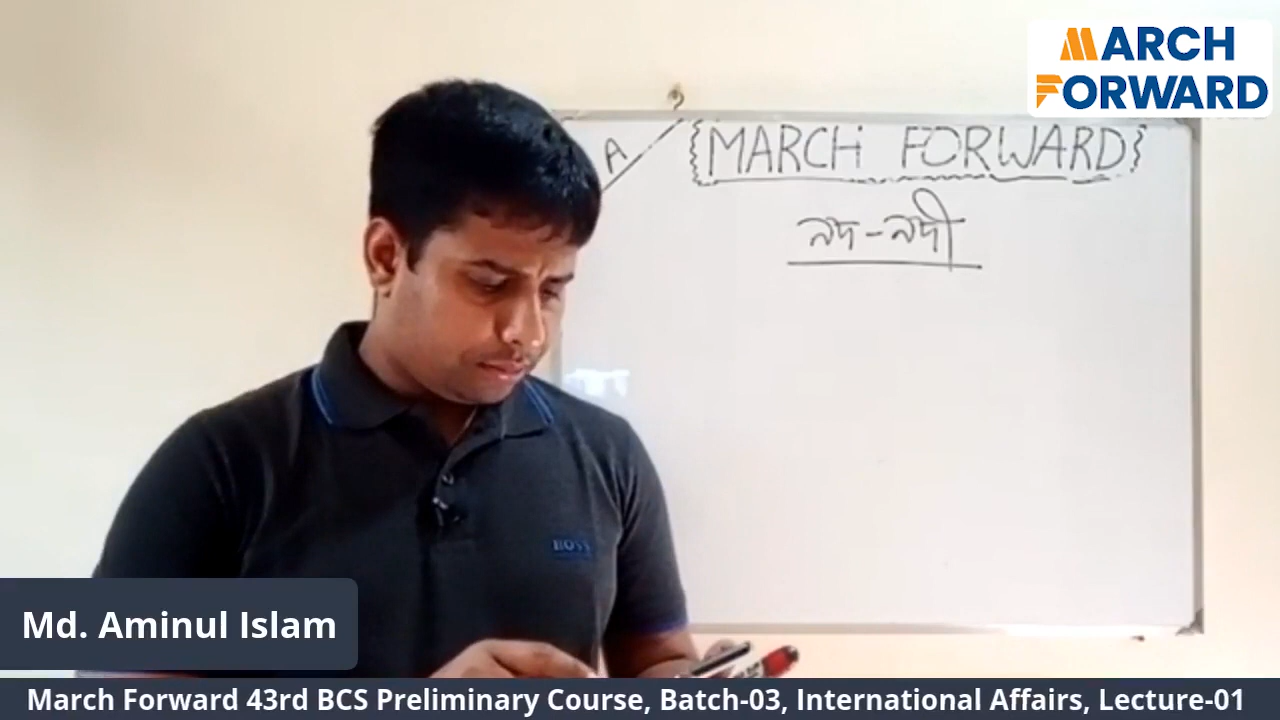 MARCH
FORWARD
A
MARCH FORWARD
নদ-নদী
BOSS
Md. Aminul Islam
March Forward 43rd BCS Preliminary Course, Batch-03, International Affairs, Lecture-01